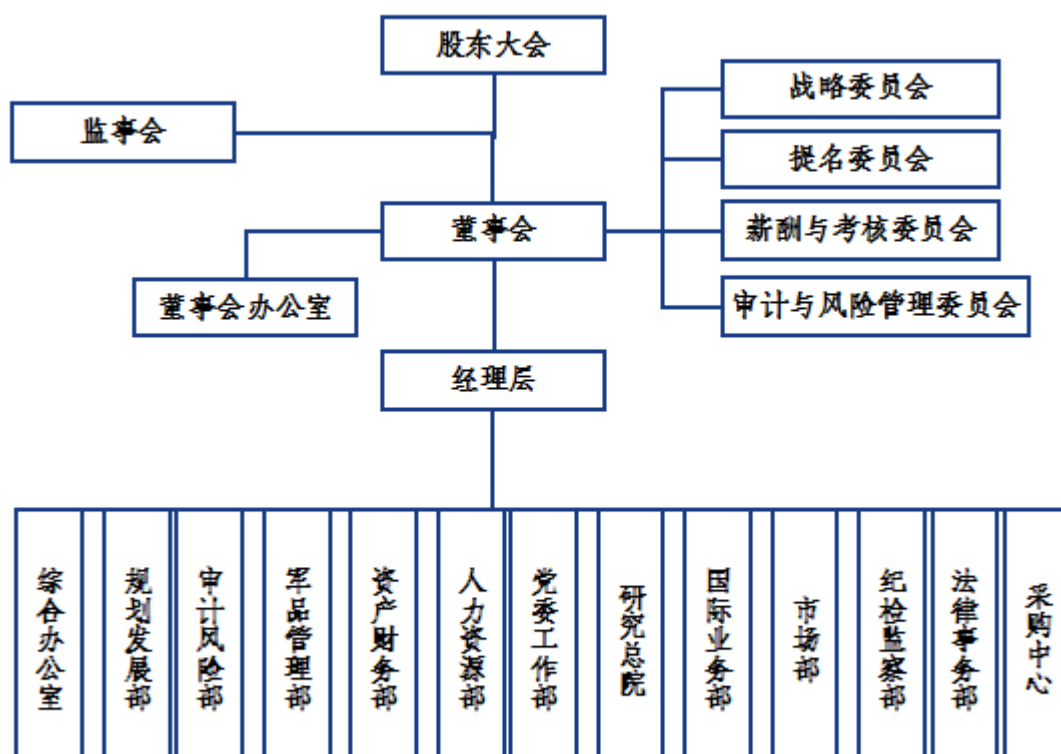 股东大会
战略委员会
监事会
提名委员会
董事会
薪酬与考核委员会
董事会办公室
审计与风险管理委员会
经理层
综合办公室
规划发展部
审计风险部
军品管理部
资产财务部
人力资源部
党委工作部
研究总院
国际业务部
市场部
纪检监察部
法律事务部
采购中心